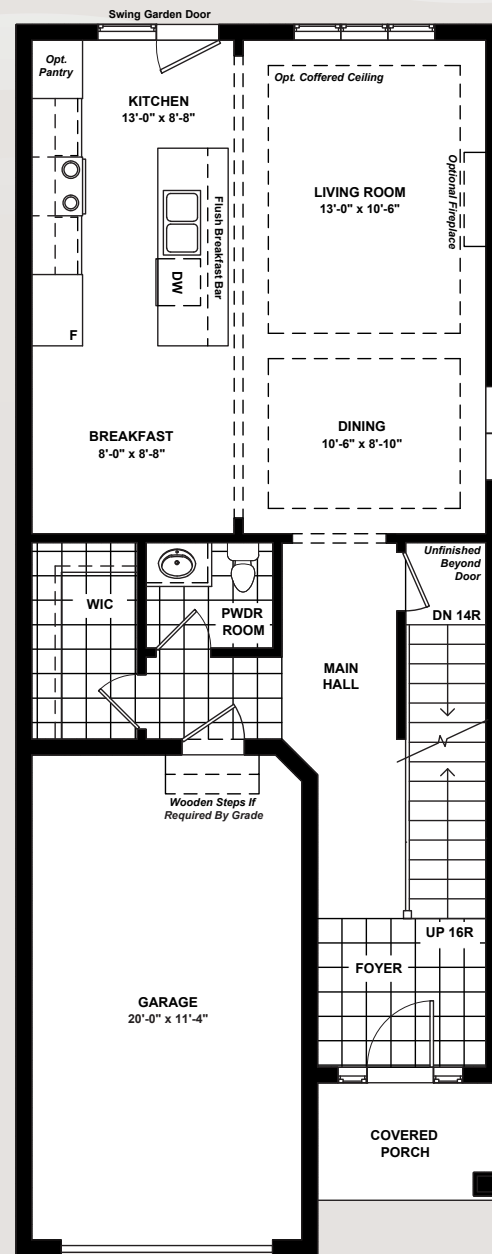 Swing Garden Door
Opt.
Pantry
KITCHEN
13'-0" x 8'-8"
Opt. Coffered Ceiling
LIVING ROOM
13'-0" x 10'-6"
Optional Fireplace
Flush Breakfast Bar
DW
F
BREAKFAST
8'-0" x 8'-8"
DINING
10'-6" x 8'-10"
Unfinished
Beyond
Door
WIC
PWDR
ROOM
DN 14R
MAIN
HALL
Wooden Steps If
Required By Grade
UP 16R
FOYER
GARAGE
20'-0" x 11'-4"
COVERED
PORCH